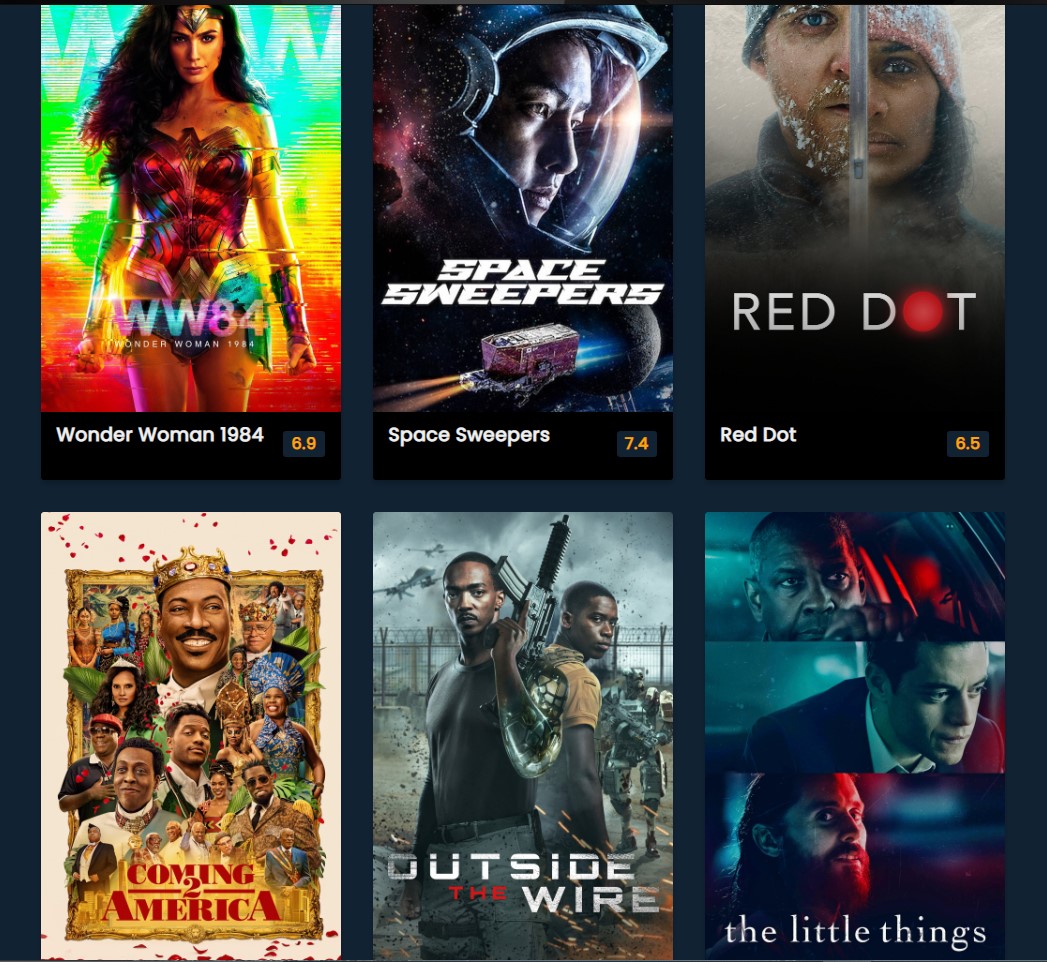 WW84
WONDER WOMAN 1984
SPACE
SWEEPERS
RED DOT
Wonder Woman 1984
6.9
Space Sweepers
7.4
Red Dot
6.5
COMING
2
AMERICA
OUTSIDE
THE WIRE
the little things